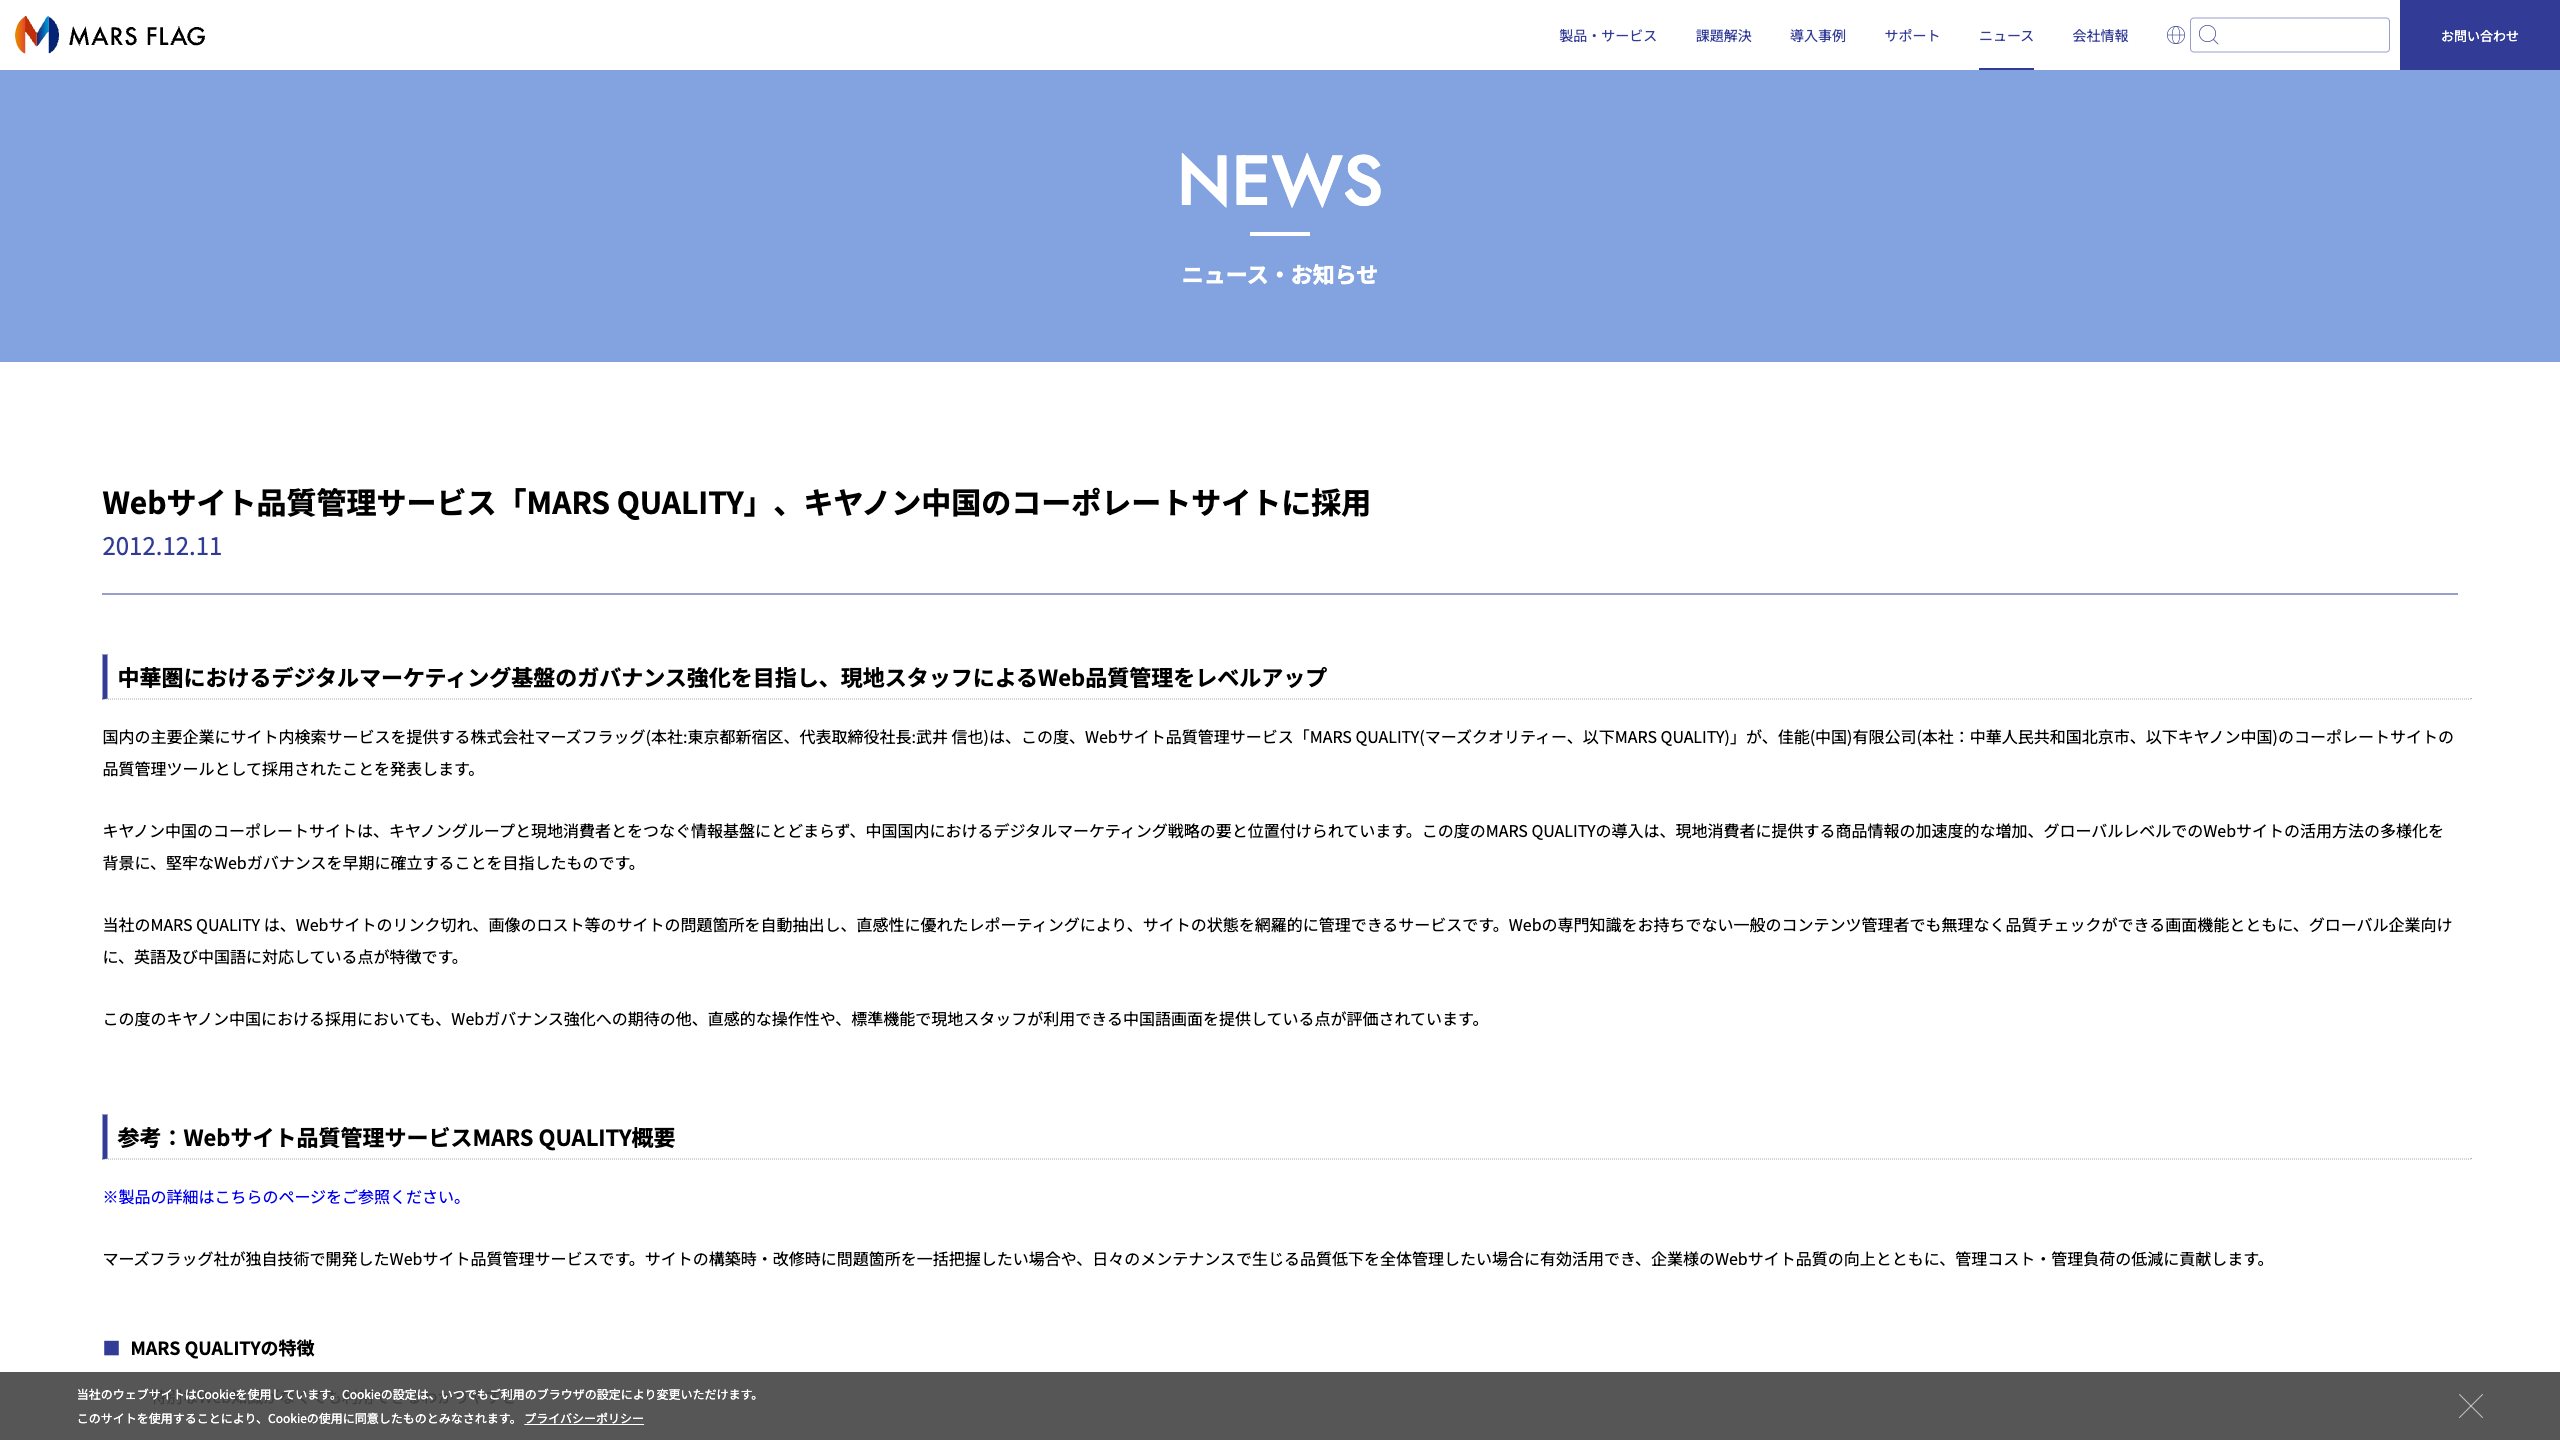 MARS FLAG
製品・サービス 課題解決 導入事例 サポート ニュース 会社情報 お問い合わせ
NEWS
ニュース・お知らせ
Webサイト品質管理サービス「MARS QUALITY」、キヤノン中国のコーポレートサイトに採用
2012.12.11
中華圏におけるデジタルマーケティング基盤のガバナンス強化を目指し、現地スタッフによるWeb品質管理をレベルアップ
国内の主要企業にサイト内検索サービスを提供する株式会社マーズフラッグ(本社:東京都新宿区、代表取締役社長:武井 信也)は、この度、Webサイト品質管理サービス「MARS QUALITY(マーズクオリティー、以下MARS QUALITY)」が、佳能(中国)有限公司(本社：中華人民共和国北京市、以下キヤノン中国)のコーポレートサイトの
品質管理ツールとして採用されたことを発表します。
キヤノン中国のコーポレートサイトは、キヤノングループと現地消費者とをつなぐ情報基盤にとどまらず、中国国内におけるデジタルマーケティング戦略の要と位置付けられています。この度のMARS QUALITYの導入は、現地消費者に提供する商品情報の加速度的な増加、グローバルレベルでのWebサイトの活用方法の多様化を
背景に、堅牢なWebガバナンスを早期に確立することを目指したものです。
当社のMARS QUALITY は、Webサイトのリンク切れ、画像のロスト等のサイトの問題箇所を自動抽出し、直感性に優れたレポーティングにより、サイトの状態を網羅的に管理できるサービスです。Webの専門知識をお持ちでない一般のコンテンツ管理者でも無理なく品質チェックができる画面機能とともに、グローバル企業向け
に、英語及び中国語に対応している点が特徴です。
この度のキヤノン中国における採用においても、Webガバナンス強化への期待の他、直感的な操作性や、標準機能で現地スタッフが利用できる中国語画面を提供している点が評価されています。
参考：Webサイト品質管理サービスMARS QUALITY概要
※製品の詳細はこちらのページをご参照ください。
マーズフラッグ社が独自技術で開発したWebサイト品質管理サービスです。サイトの構築時・改修時に問題箇所を一括把握したい場合や、日々のメンテナンスで生じる品質低下を全体管理したい場合に有効活用でき、企業様のWebサイト品質の向上とともに、管理コスト・管理負荷の低減に貢献します。
■ MARS QUALITYの特徴
当社のウェブサイトはCookieを使用しています。Cookieの設定は、いつでもご利用のブラウザの設定により変更いただけます。
このサイトを使用することにより、Cookieの使用に同意したものとみなされます。 プライバシーポリシー